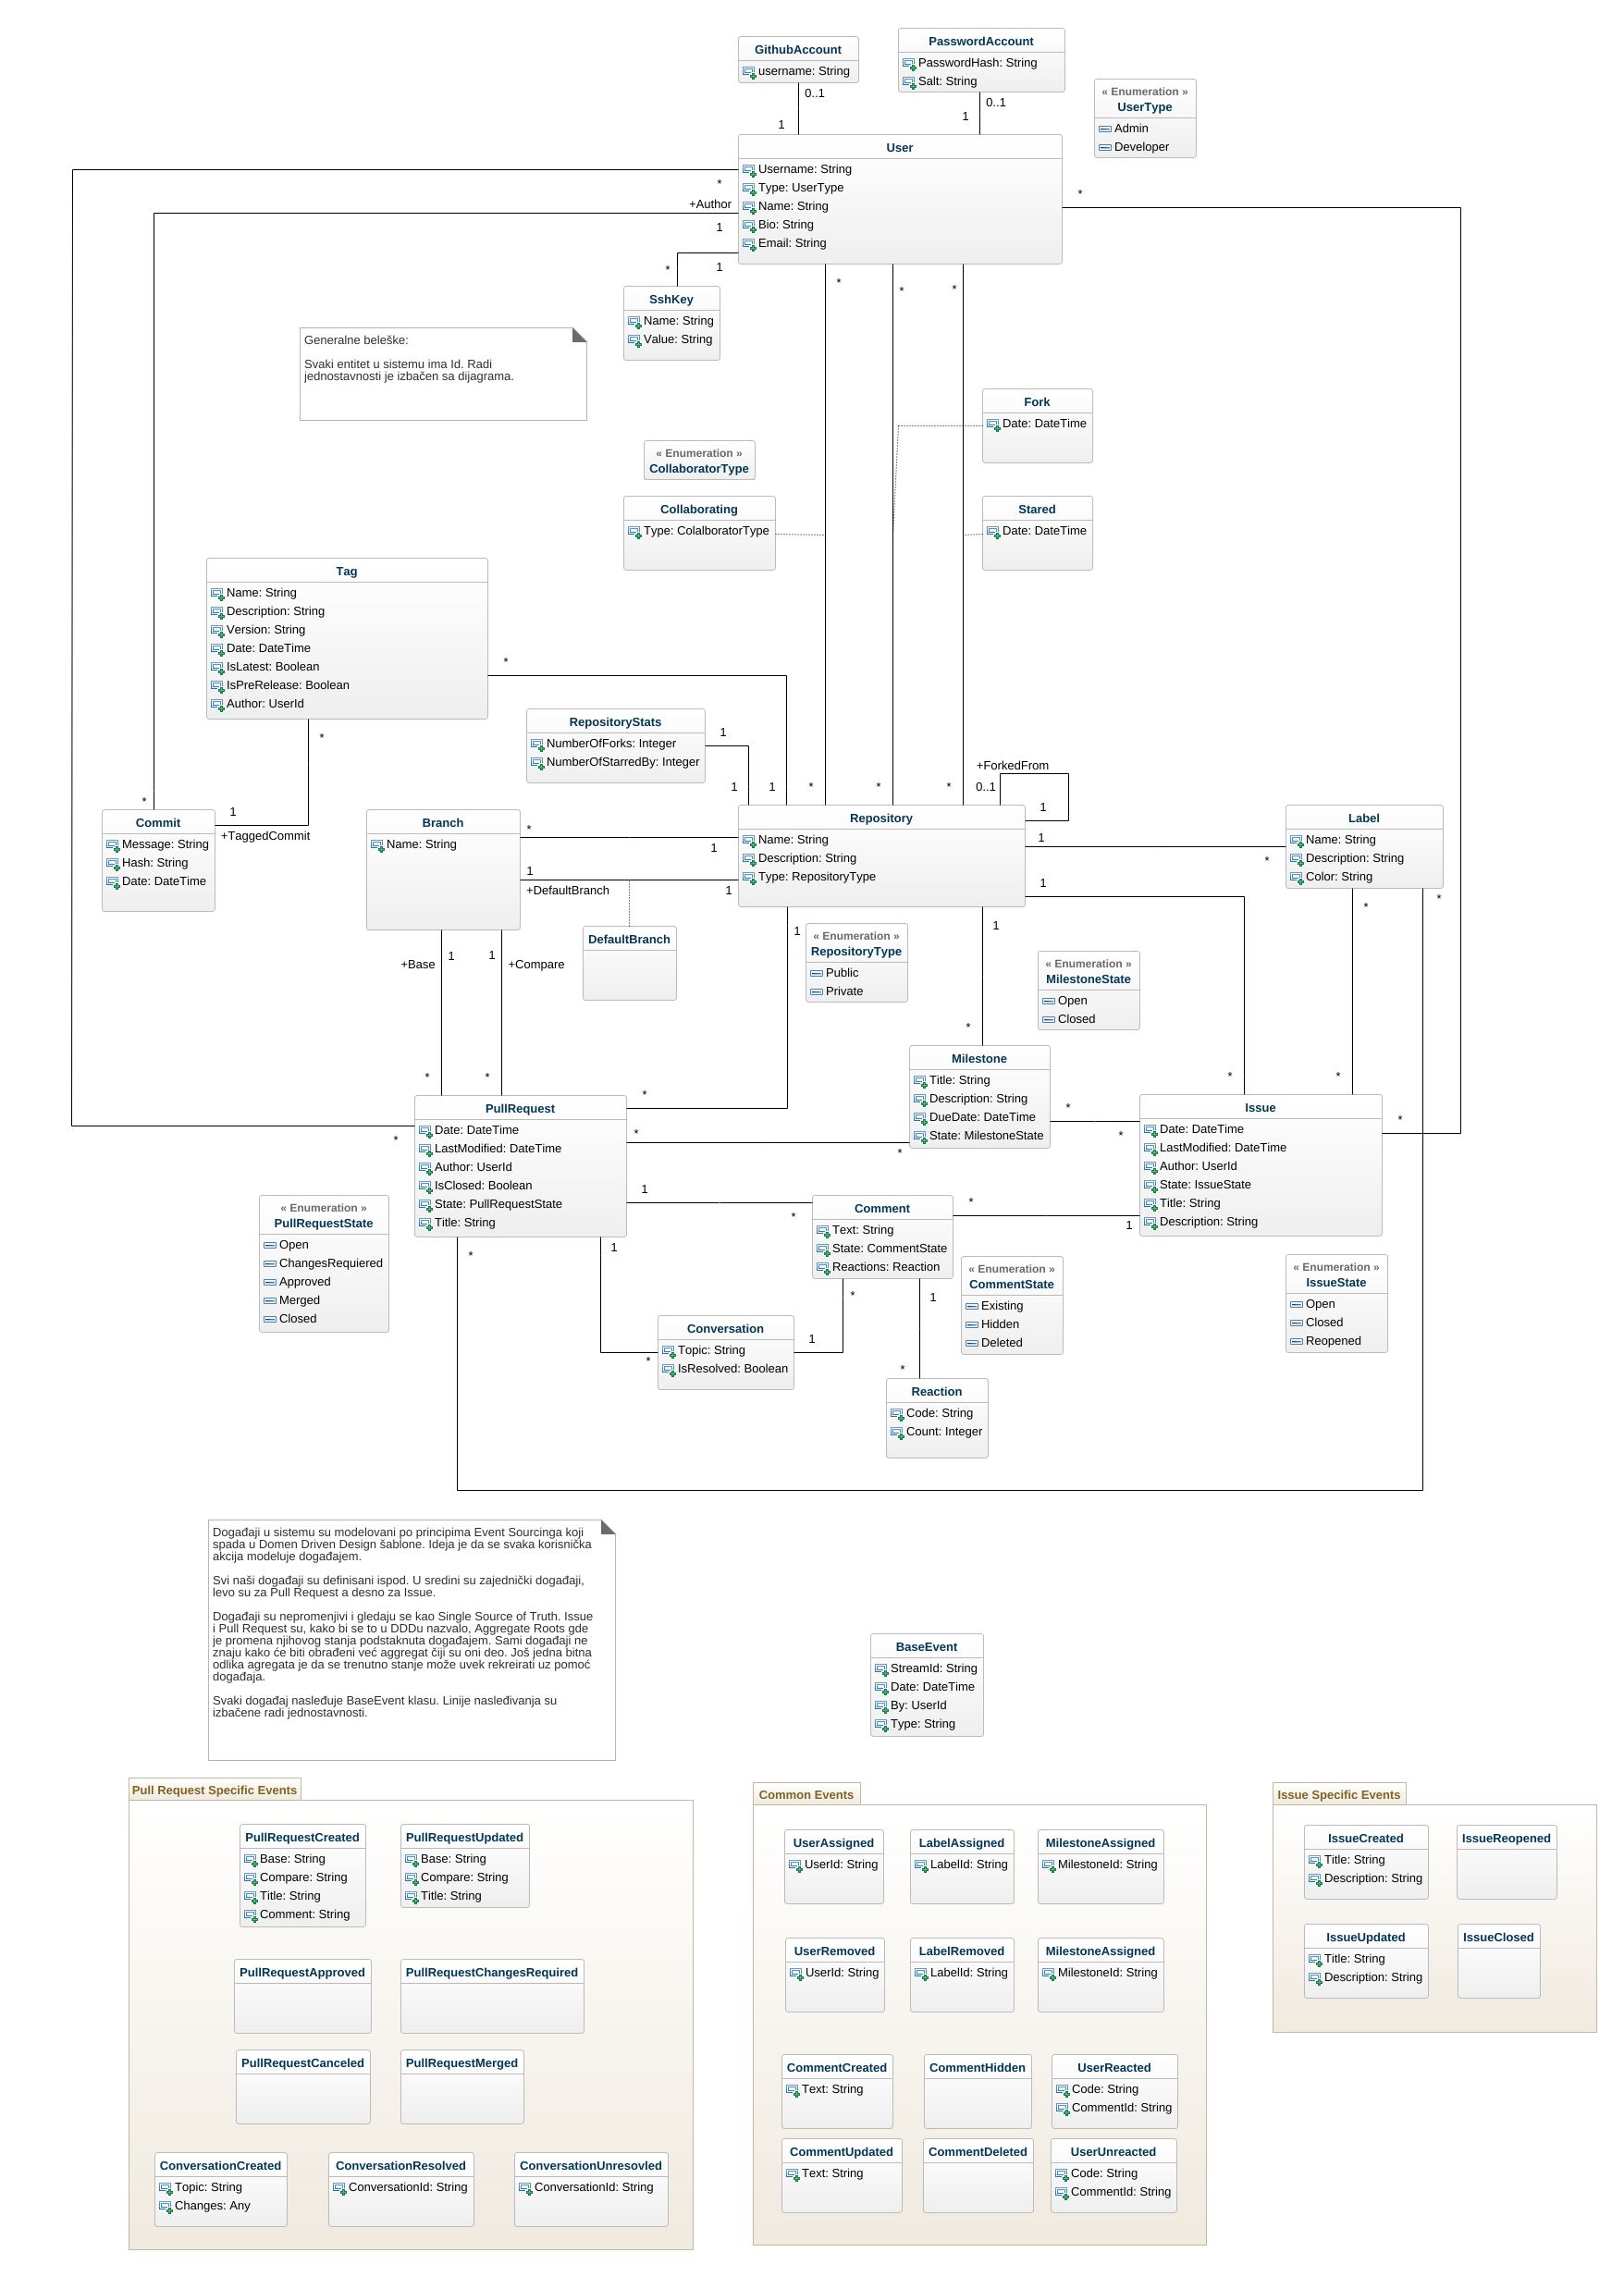 GithubAccount
username: String
PasswordAccount
PasswordHash: String
Salt: String
0..1
0..1
1
1
« Enumeration »
UserType
Admin
Developer
User
Username: String
Type: UserType
Name: String
Bio: String
Email: String
*
+Author
1
*
1
*
*
*
*
SshKey
Name: String
Value: String
Generalne beleške:
Svaki entitet u sistemu ima Id. Radi
jednostavnosti je izbačen sa dijagrama.
Fork
Date: DateTime
« Enumeration »
CollaboratorType
Collaborating
Type: ColalboratorType
Stared
Date: DateTime
Tag
Name: String
Description: String
Version: String
Date: DateTime
IsLatest: Boolean
IsPreRelease: Boolean
Author: UserId
*
*
RepositoryStats
NumberOfForks: Integer
NumberOfStarredBy: Integer
1
1
1
*
*
*
+ForkedFrom
0..1
1
*
1
+TaggedCommit
Commit
Message: String
Hash: String
Date: DateTime
Branch
Name: String
*
1
1
+DefaultBranch
1
Repository
Name: String
Description: String
Type: RepositoryType
1
*
1
Label
Name: String
Description: String
Color: String
*
*
DefaultBranch
1
« Enumeration »
RepositoryType
Public
Private
1
+Base
1
1
+Compare
« Enumeration »
MilestoneState
Open
Closed
*
*
*
*
*
*
Milestone
Title: String
Description: String
DueDate: DateTime
State: MilestoneState
PullRequest
Date: DateTime
LastModified: DateTime
Author: UserId
IsClosed: Boolean
State: PullRequestState
Title: String
Issue
Date: DateTime
LastModified: DateTime
Author: UserId
State: IssueState
Title: String
Description: String
*
*
*
*
*
*
1
*
*
1
« Enumeration »
PullRequestState
Open
ChangesRequiered
Approved
Merged
Closed
Comment
Text: String
State: CommentState
Reactions: Reaction
*
1
*
1
« Enumeration »
CommentState
Existing
Hidden
Deleted
« Enumeration »
IssueState
Open
Closed
Reopened
Conversation
Topic: String
IsResolved: Boolean
1
*
*
Reaction
Code: String
Count: Integer
Događaji u sistemu su modelovani po principima Event Sourcinga koji
spada u Domen Driven Design šablone. Ideja je da se svaka korisnička
akcija modeluje događajem.
Svi naši događaji su definisani ispod. U sredini su zajednički događaji,
levo su za Pull Request a desno za Issue.
Događaji su nepromenjivi i gledaju se kao Single Source of Truth. Issue
i Pull Request su, kako bi se to u DDDu nazvalo, Aggregate Roots gde
je promena njihovog stanja podstaknuta događajem. Sami događaji ne
znaju kako će biti obrađeni već aggregat čiji su oni deo. Još jedna bitna
odlika agregata je da se trenutno stanje može uvek rekreirati uz pomoć
događaja.
Svaki događaj nasleđuje BaseEvent klasu. Linije nasleđivanja su
izbačene radi jednostavnosti.
BaseEvent
StreamId: String
Date: DateTime
By: UserId
Type: String
Pull Request Specific Events
PullRequestCreated
Base: String
Compare: String
Title: String
Comment: String
PullRequestUpdated
Base: String
Compare: String
Title: String
PullRequestApproved
PullRequestChangesRequired
PullRequestCanceled
PullRequestMerged
ConversationCreated
Topic: String
Changes: Any
ConversationResolved
ConversationId: String
ConversationUnresovled
ConversationId: String
Common Events
UserAssigned
UserId: String
LabelAssigned
LabelId: String
MilestoneAssigned
MilestoneId: String
UserRemoved
UserId: String
LabelRemoved
LabelId: String
MilestoneAssigned
MilestoneId: String
CommentCreated
Text: String
CommentHidden
UserReacted
Code: String
CommentId: String
CommentUpdated
Text: String
CommentDeleted
UserUnreacted
Code: String
CommentId: String
Issue Specific Events
IssueCreated
Title: String
Description: String
IssueReopened
IssueUpdated
Title: String
Description: String
IssueClosed